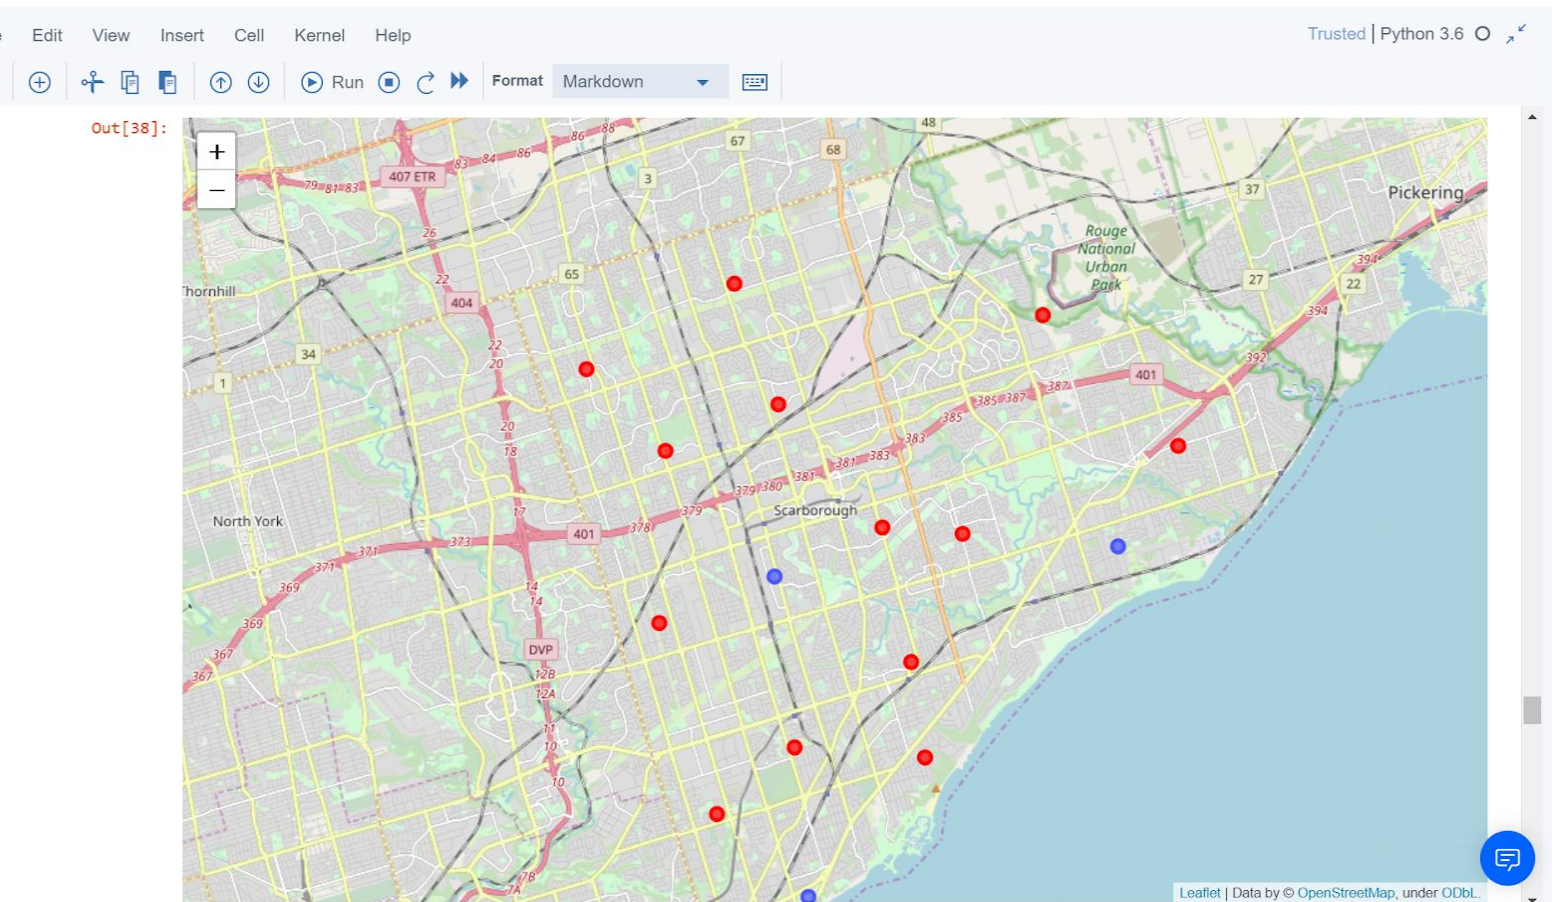 Edit View Insert Cell Kernel Help
Trusted | Python 3.6
Run
Format Markdown
Out[38]:
+
−
48
67
68
86 88
83 84 86
407 ETR
79 81 83
3
37
Pickering
26
Rouge
National
Urban
Park
394
65
22
27
22
Thornhill
404
394
34
22
20
392
1
401
387
385 387
385
20
18
383
383
381
381
379 380
379
Scarborough
17
North York
401
378
373
371
371
14
14
369
369
DVP
367
367
12B
12A
11
10
10
7B
7A
Leaflet | Data by © OpenStreetMap, under ODbL.